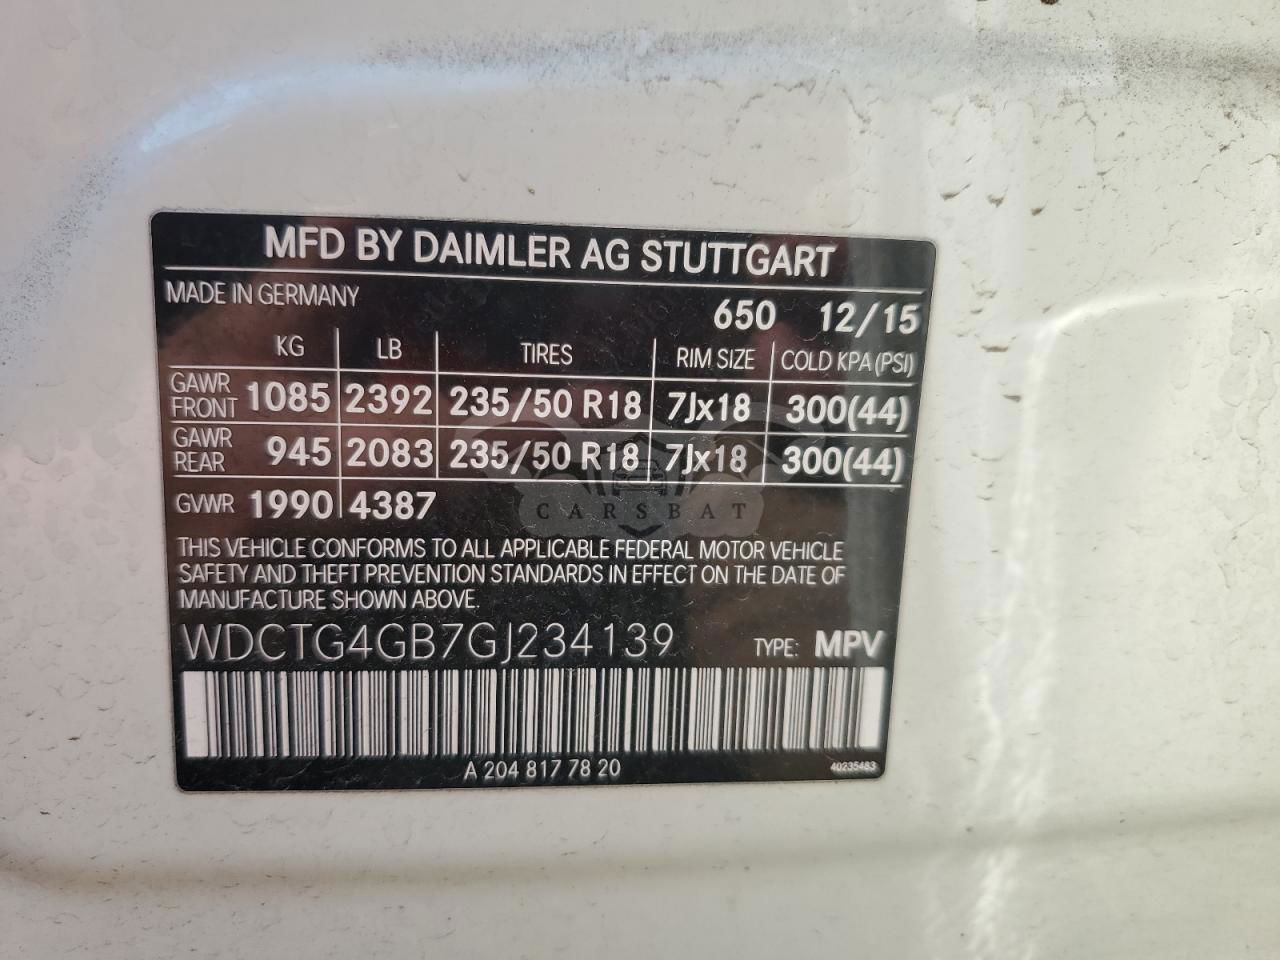 MFD BY DAIMLER AG STUTTGART
MADE IN GERMANY
650 12/15
KG LB TIRES RIM SIZE COLD KPA (PSI)
GAWR FRONT 1085 2392 235/50 R18 7Jx18 300(44)
GAWR REAR 945 2083 235/50 R18 7Jx18 300(44)
GVWR 1990 4387
CARSBAT
THIS VEHICLE CONFORMS TO ALL APPLICABLE FEDERAL MOTOR VEHICLE
SAFETY AND THEFT PREVENTION STANDARDS IN EFFECT ON THE DATE OF
MANUFACTURE SHOWN ABOVE.
WDCTG4GB7GJ234139 TYPE: MPV
A 204 817 78 20 40235483